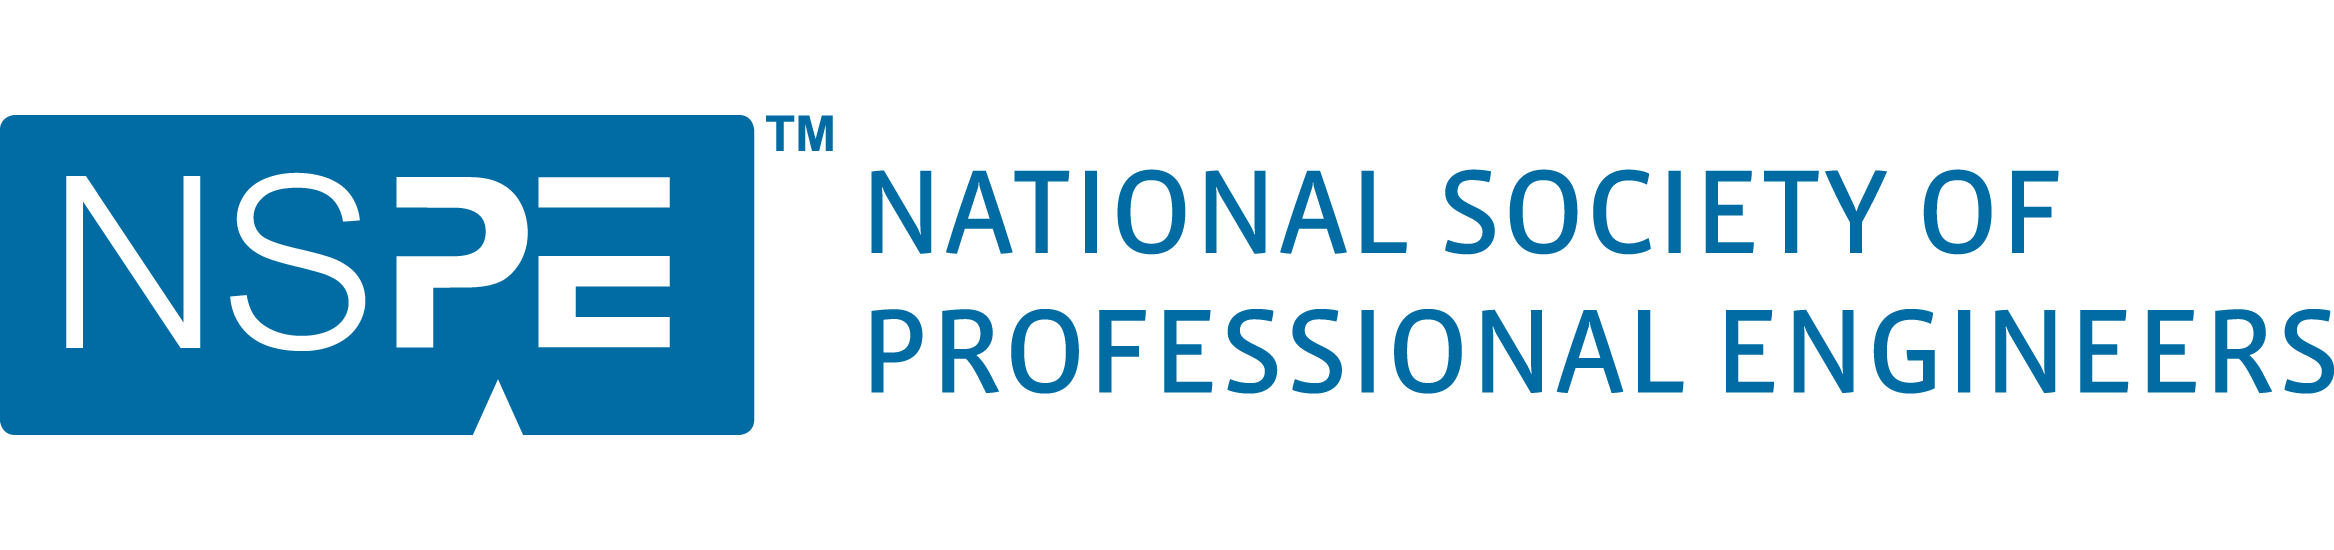 NSPE™
NATIONAL SOCIETY OF
PROFESSIONAL ENGINEERS